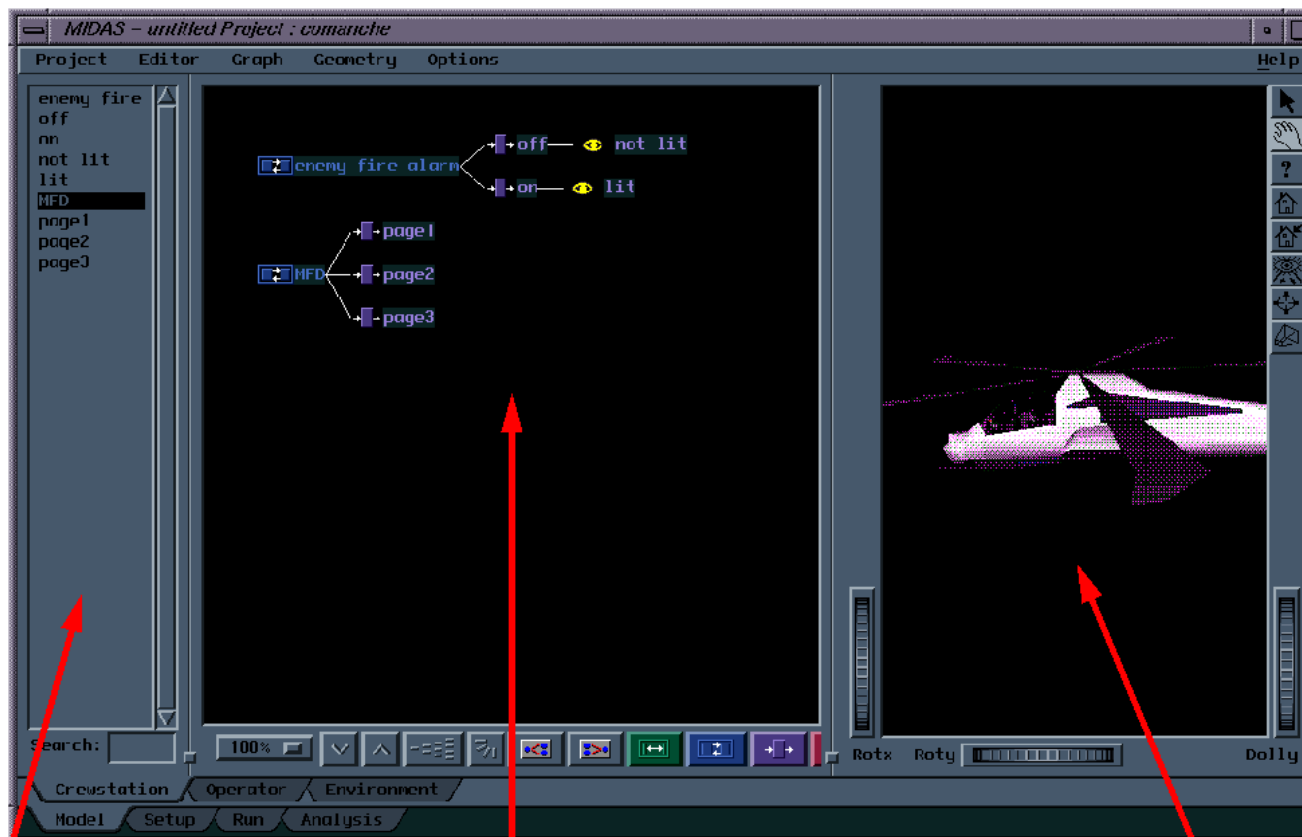 MIDAS – untitled Project : comanche
Project Editor Graph Geometry Options Help
enemy fire
off
on
not lit
lit
MFD
page1
page2
page3
enemy fire alarm
off
not lit
on
lit
MFD
page1
page2
page3
?
Search:
100%
Rotx Roty Dolly
Crewstation Operator Environment
Model Setup Run Analysis